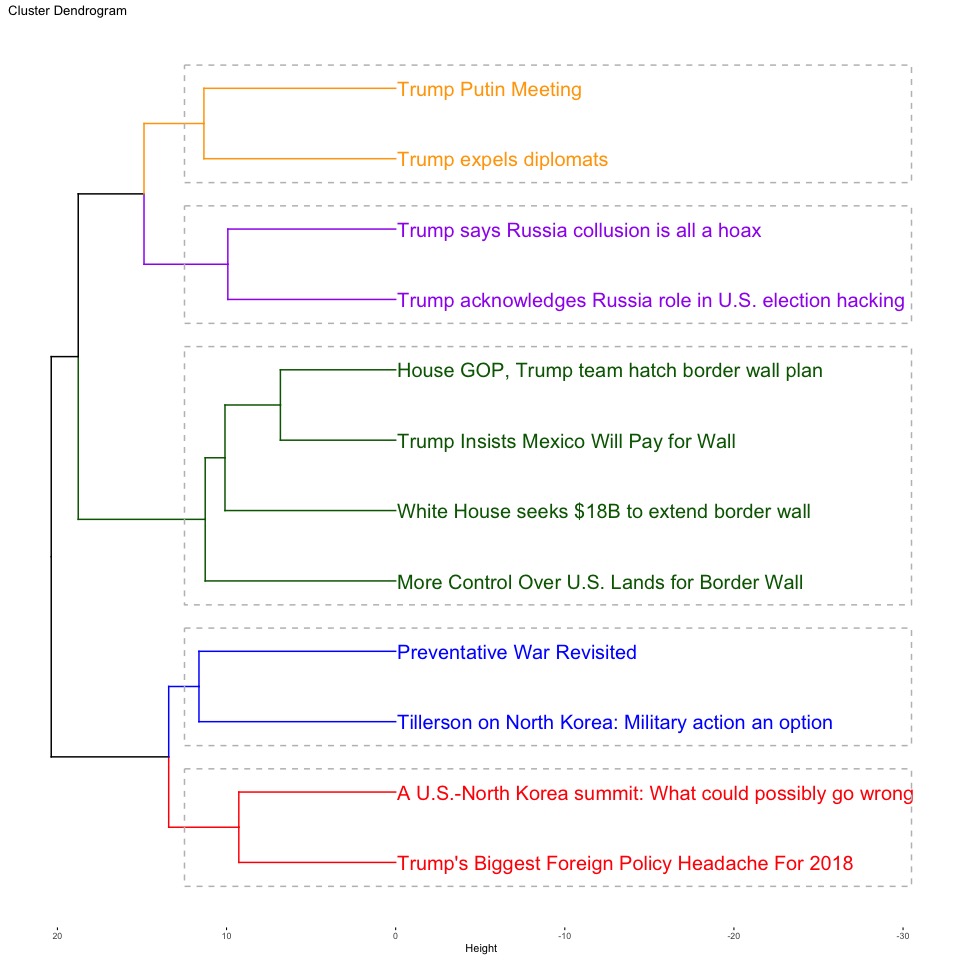 Cluster Dendrogram
Trump Putin Meeting
Trump expels diplomats
Trump says Russia collusion is all a hoax
Trump acknowledges Russia role in U.S. election hacking
House GOP, Trump team hatch border wall plan
Trump Insists Mexico Will Pay for Wall
White House seeks $18B to extend border wall
More Control Over U.S. Lands for Border Wall
Preventative War Revisited
Tillerson on North Korea: Military action an option
A U.S.-North Korea summit: What could possibly go wrong
Trump's Biggest Foreign Policy Headache For 2018
20 10 0 -10 -20 -30
Height